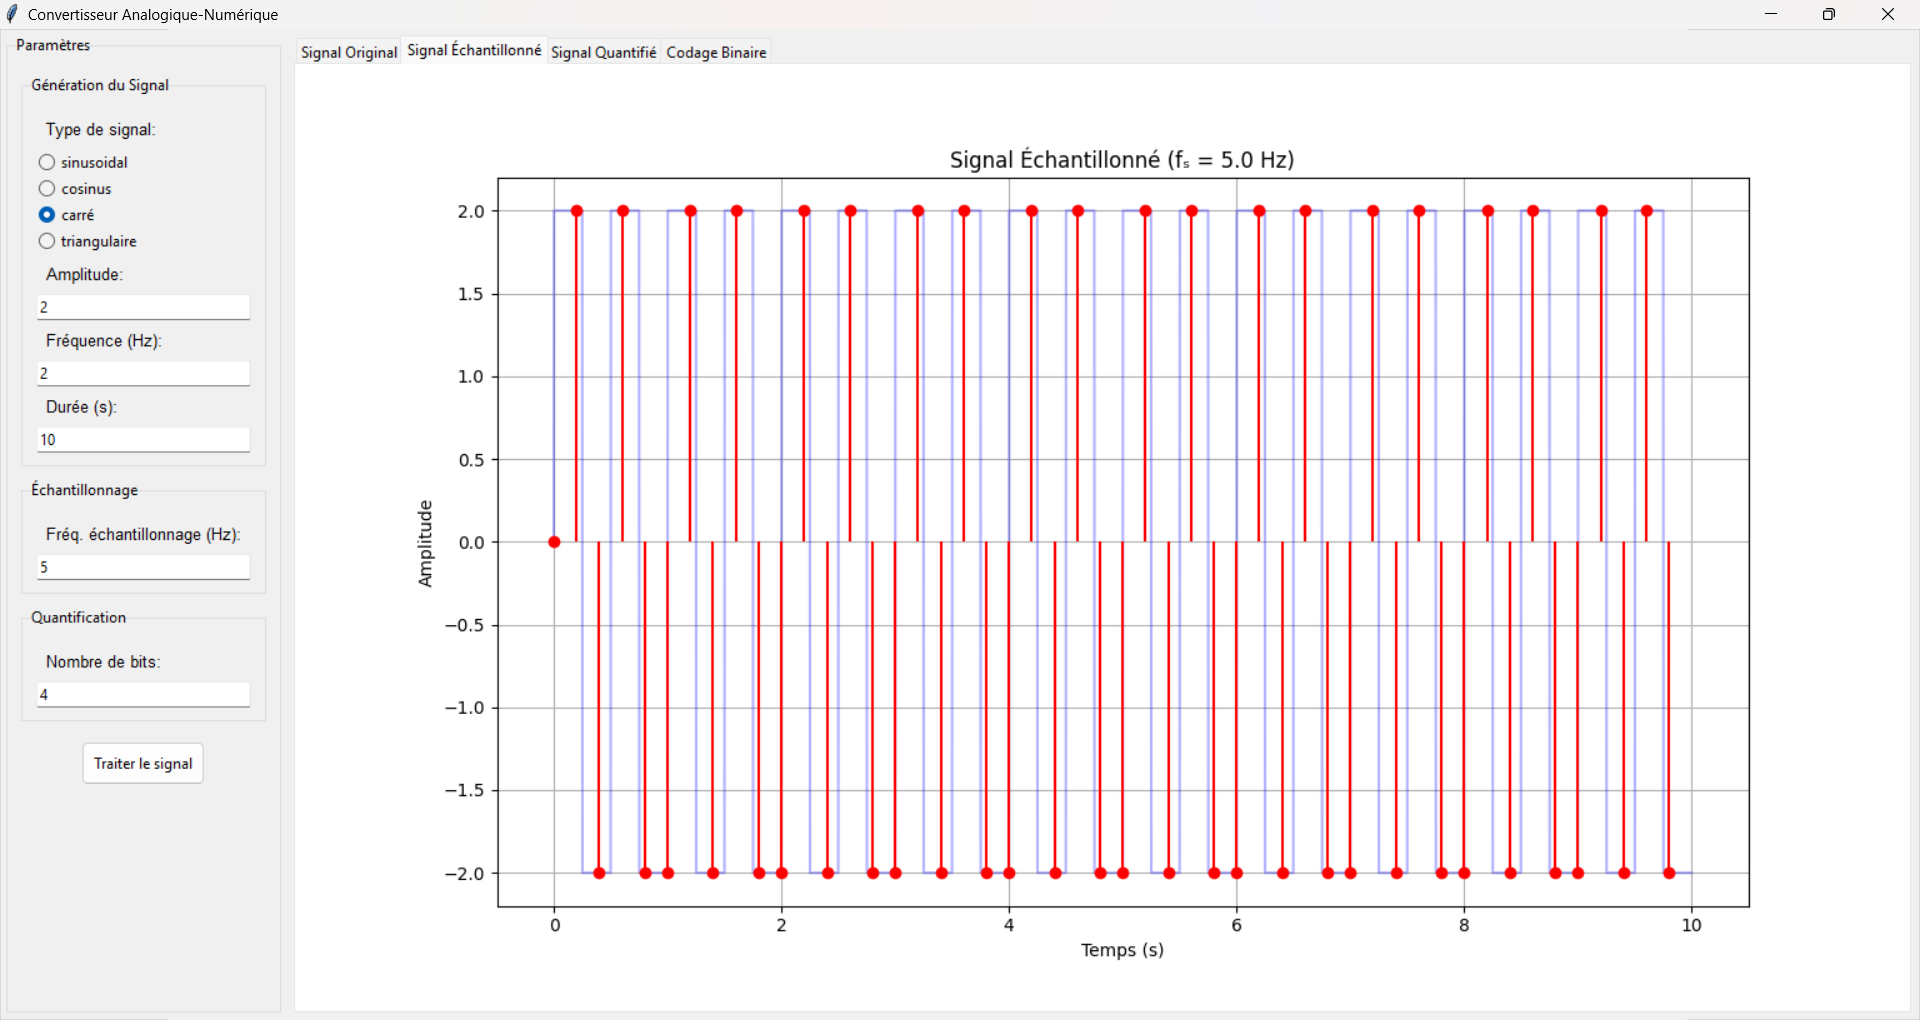 Convertisseur Analogique-Numérique
Paramètres
Génération du Signal
Type de signal:
sinusoidal
cosinus
carré
triangulaire
Amplitude:
2
Fréquence (Hz):
2
Durée (s):
10
Échantillonnage
Fréq. échantillonnage (Hz):
5
Quantification
Nombre de bits:
4
Traiter le signal
Signal Original
Signal Échantillonné
Signal Quantifié
Codage Binaire
Signal Échantillonné (fₛ = 5.0 Hz)
Amplitude
2.0
1.5
1.0
0.5
0.0
−0.5
−1.0
−1.5
−2.0
0
2
4
6
8
10
Temps (s)